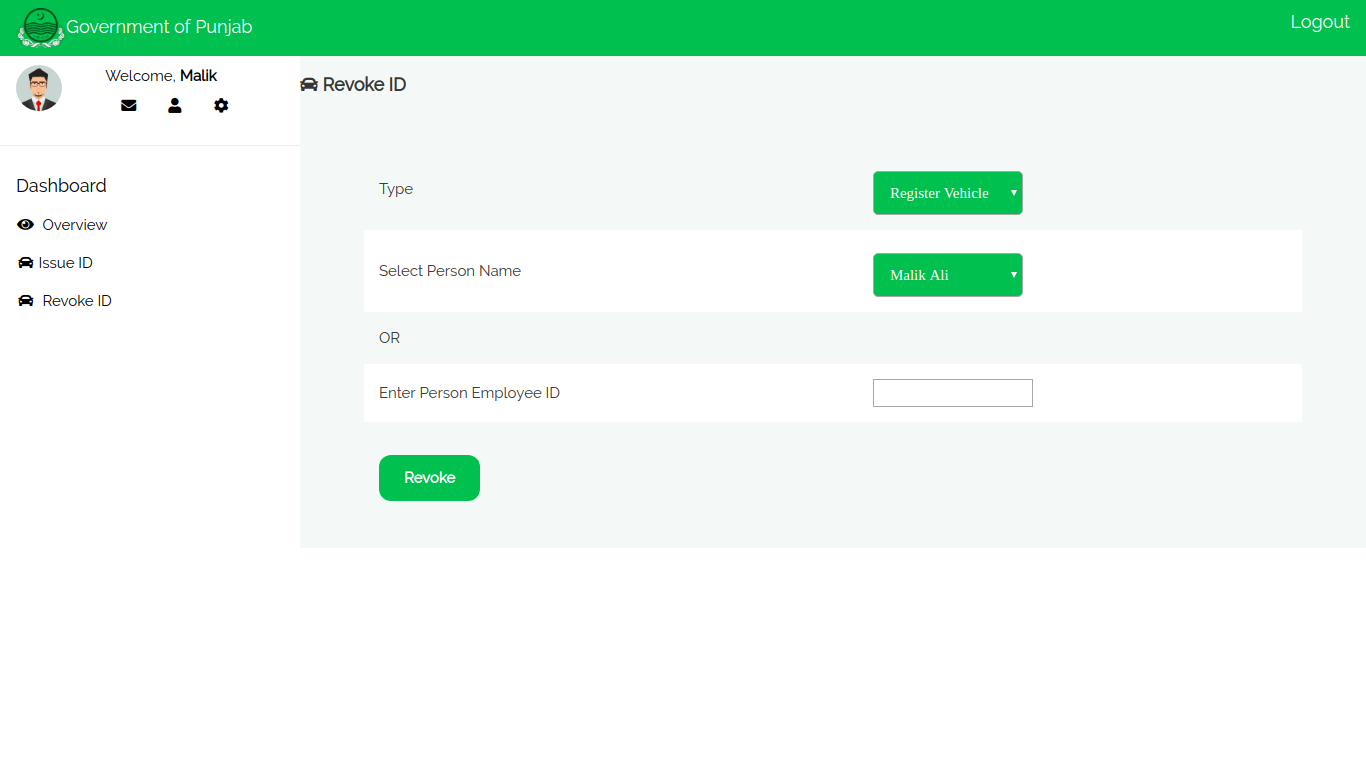 Government of Punjab
Logout
Welcome, Malik
Revoke ID
Dashboard
Overview
Issue ID
Revoke ID
Type
Register Vehicle
Select Person Name
Malik Ali
OR
Enter Person Employee ID
Revoke